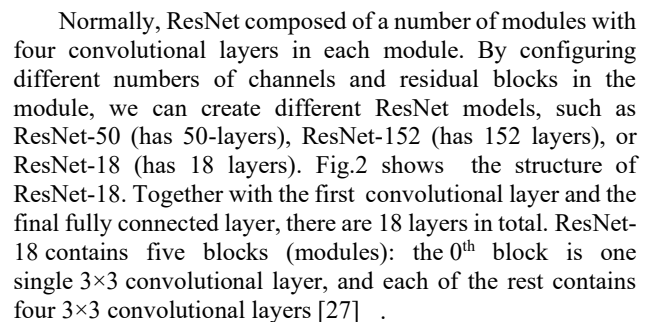 Normally, ResNet composed of a number of modules with
four convolutional layers in each module. By configuring
different numbers of channels and residual blocks in the
module, we can create different ResNet models, such as
ResNet-50 (has 50-layers), ResNet-152 (has 152 layers), or
ResNet-18 (has 18 layers). Fig.2 shows the structure of
ResNet-18. Together with the first convolutional layer and the
final fully connected layer, there are 18 layers in total. ResNet-
18 contains five blocks (modules): the 0th block is one
single 3×3 convolutional layer, and each of the rest contains
four 3×3 convolutional layers [27] .